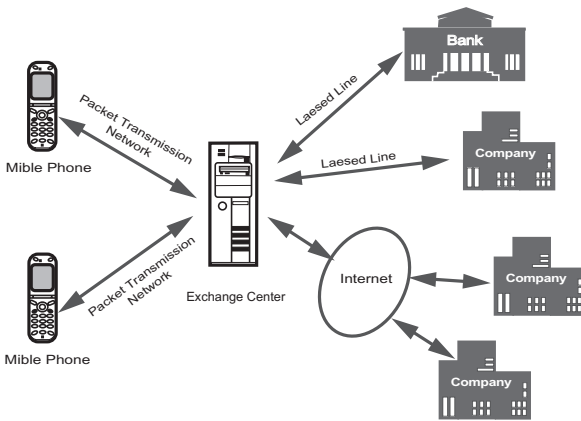 Bank
Laesed Line
Packet Transmission
Network
Mible Phone
Laesed Line
Company
Exchange Center
Internet
Company
Packet Transmission
Network
Mible Phone
Company